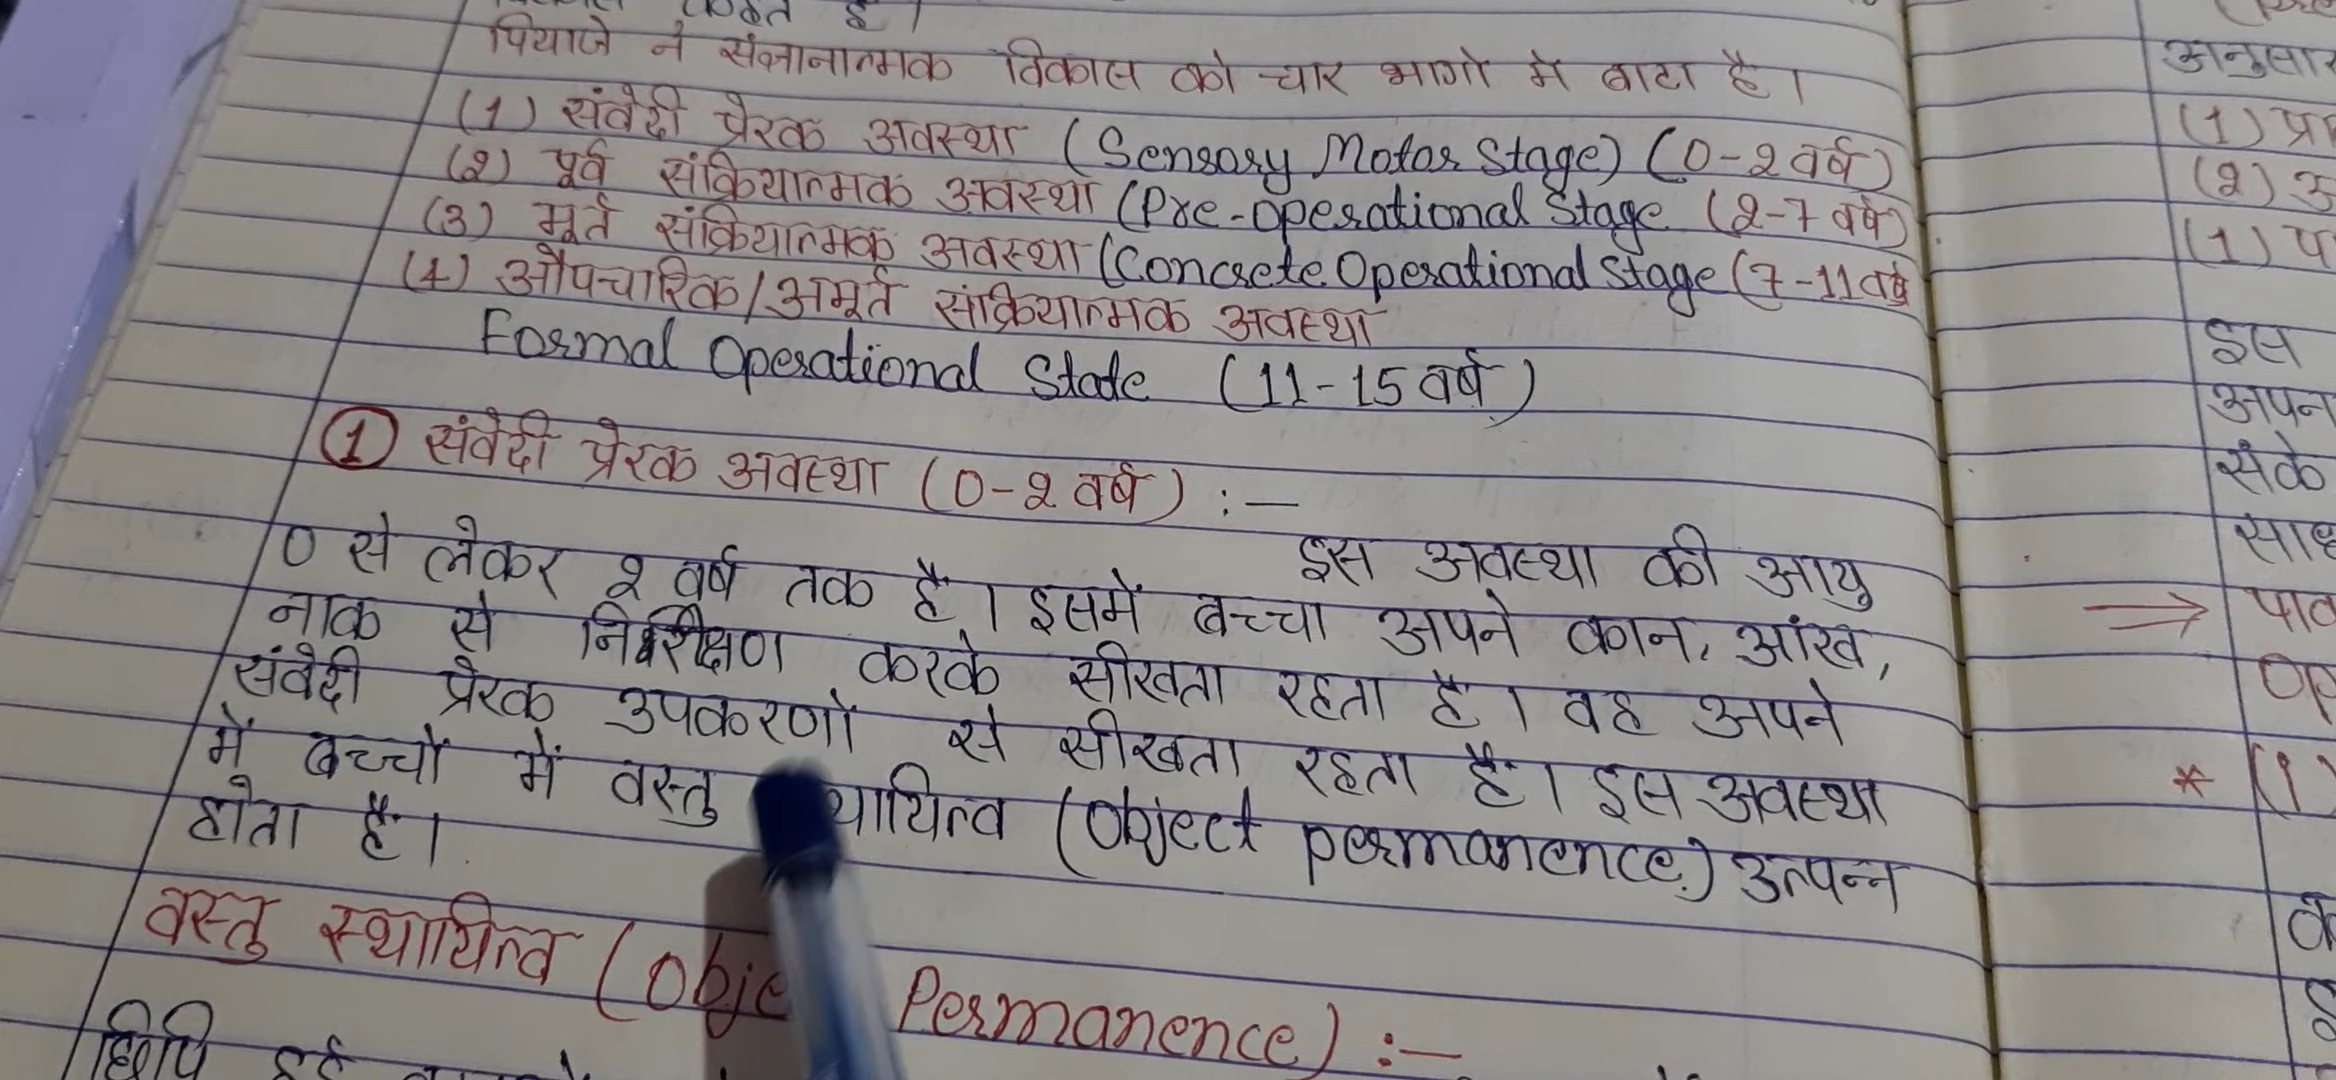 पियाजे ने संज्ञानात्मक विकास को चार भागो मे बाटा है।
(1) संवेदी प्रेरक अवस्था (Sensory Motor Stage) (0-2 वर्ष)
(2) पूर्व संक्रियात्मक अवस्था (Pre-operational Stage (2-7 वर्ष)
(3) मूर्त संक्रियात्मक अवस्था (Concrete Operational Stage (7-11 वर्ष
(4) औपचारिक/अमूर्त संक्रियात्मक अवस्था
Formal Operational State (11-15 वर्ष)
① संवेदी प्रेरक अवस्था (0-2 वर्ष) :—
इस अवस्था की आयु
0 से लेकर 2 वर्ष तक है। इसमें बच्चा अपने कान, आंख,
नाक से निरीक्षण करके सीखता रहता है। वह अपने
संवेदी प्रेरक उपकरणों से सीखता रहता है। इस अवस्था
में बच्चों में वस्तु (Object permanence) उत्पन्न
होता है।
वस्तु स्थायित्व (Obje Permanence) :—
छिपि हुई
अनुसार
(1)
(2)
(1)
इस
* (1)